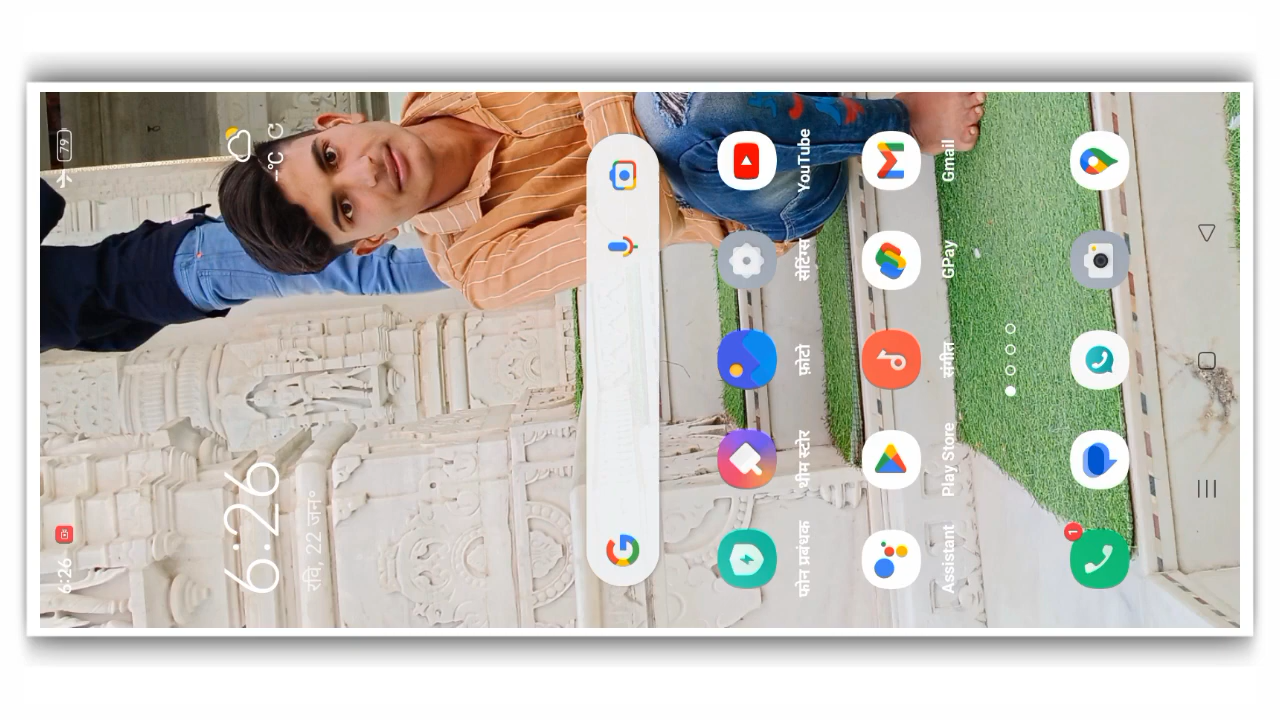 6:26
79
6:26
रवि, 22 जन॰
--°C
फोन प्रबंधक
थीम स्टोर
फ़ोटो
सेटिंग्स
YouTube
Assistant
Play Store
संगीत
GPay
Gmail
1